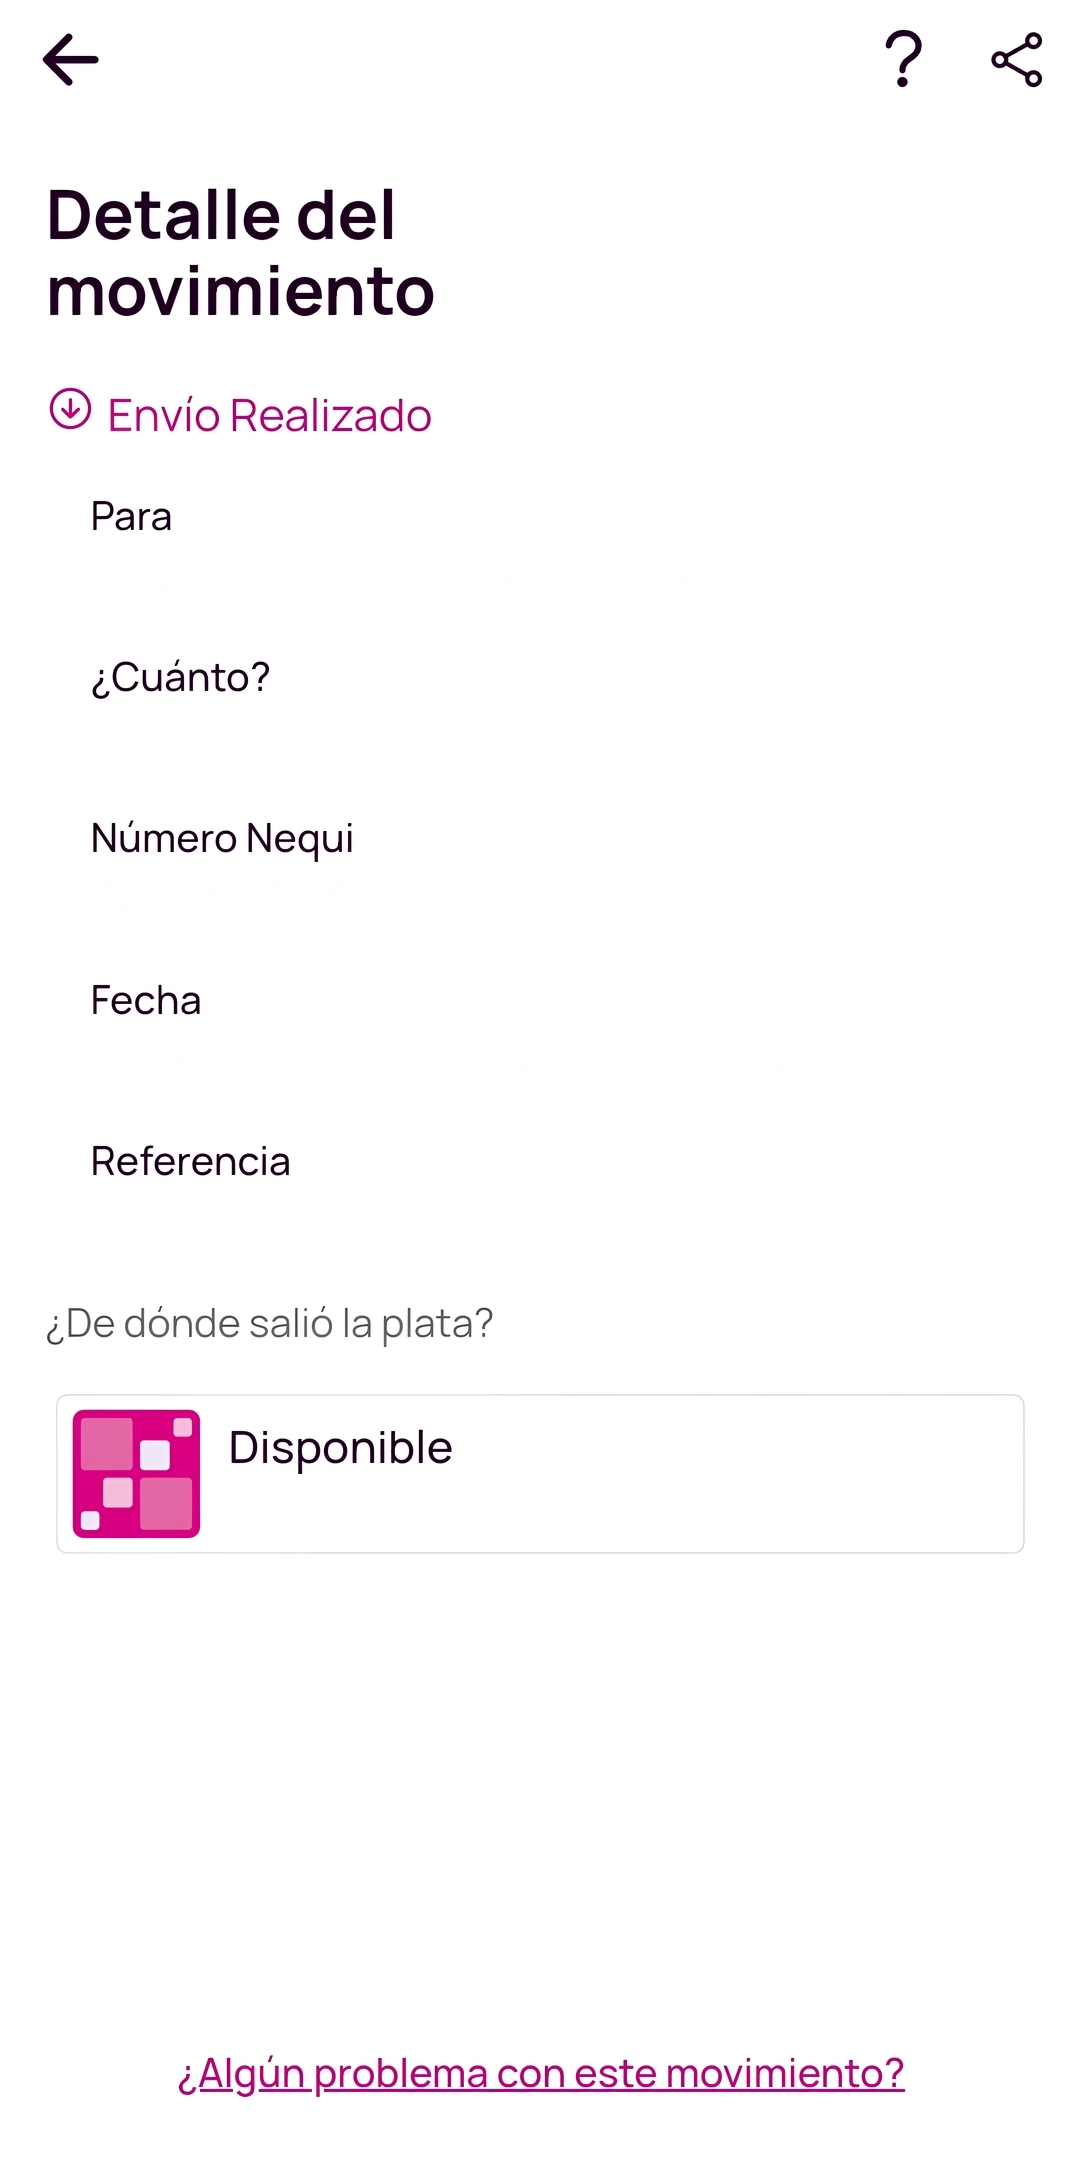 Detalle del
movimiento
Envío Realizado
Para
¿Cuánto?
Número Nequi
Fecha
Referencia
¿De dónde salió la plata?
Disponible
¿Algún problema con este movimiento?